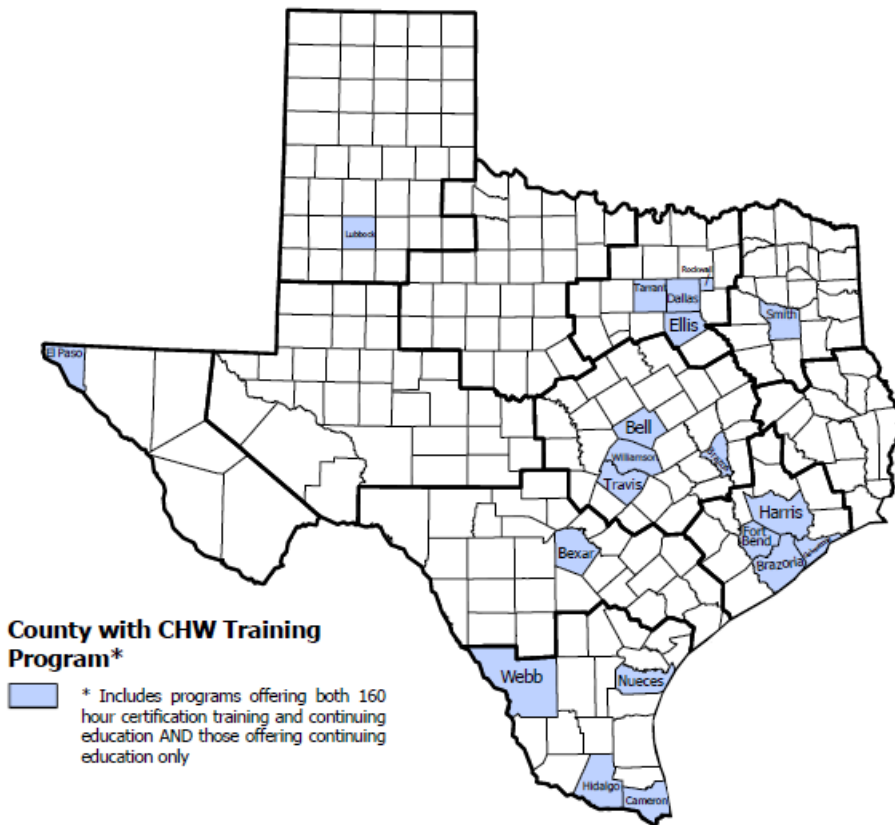 Lubbock
Rockwall
Tarrant
Dallas
Smith
Ellis
El Paso
Bell
Williamson
Brazos
Travis
Harris
Fort
Bend
Bexar
Brazoria
County with CHW Training
Program*
* Includes programs offering both 160
hour certification training and continuing
education AND those offering continuing
education only
Webb
Nueces
Hidalgo
Cameron